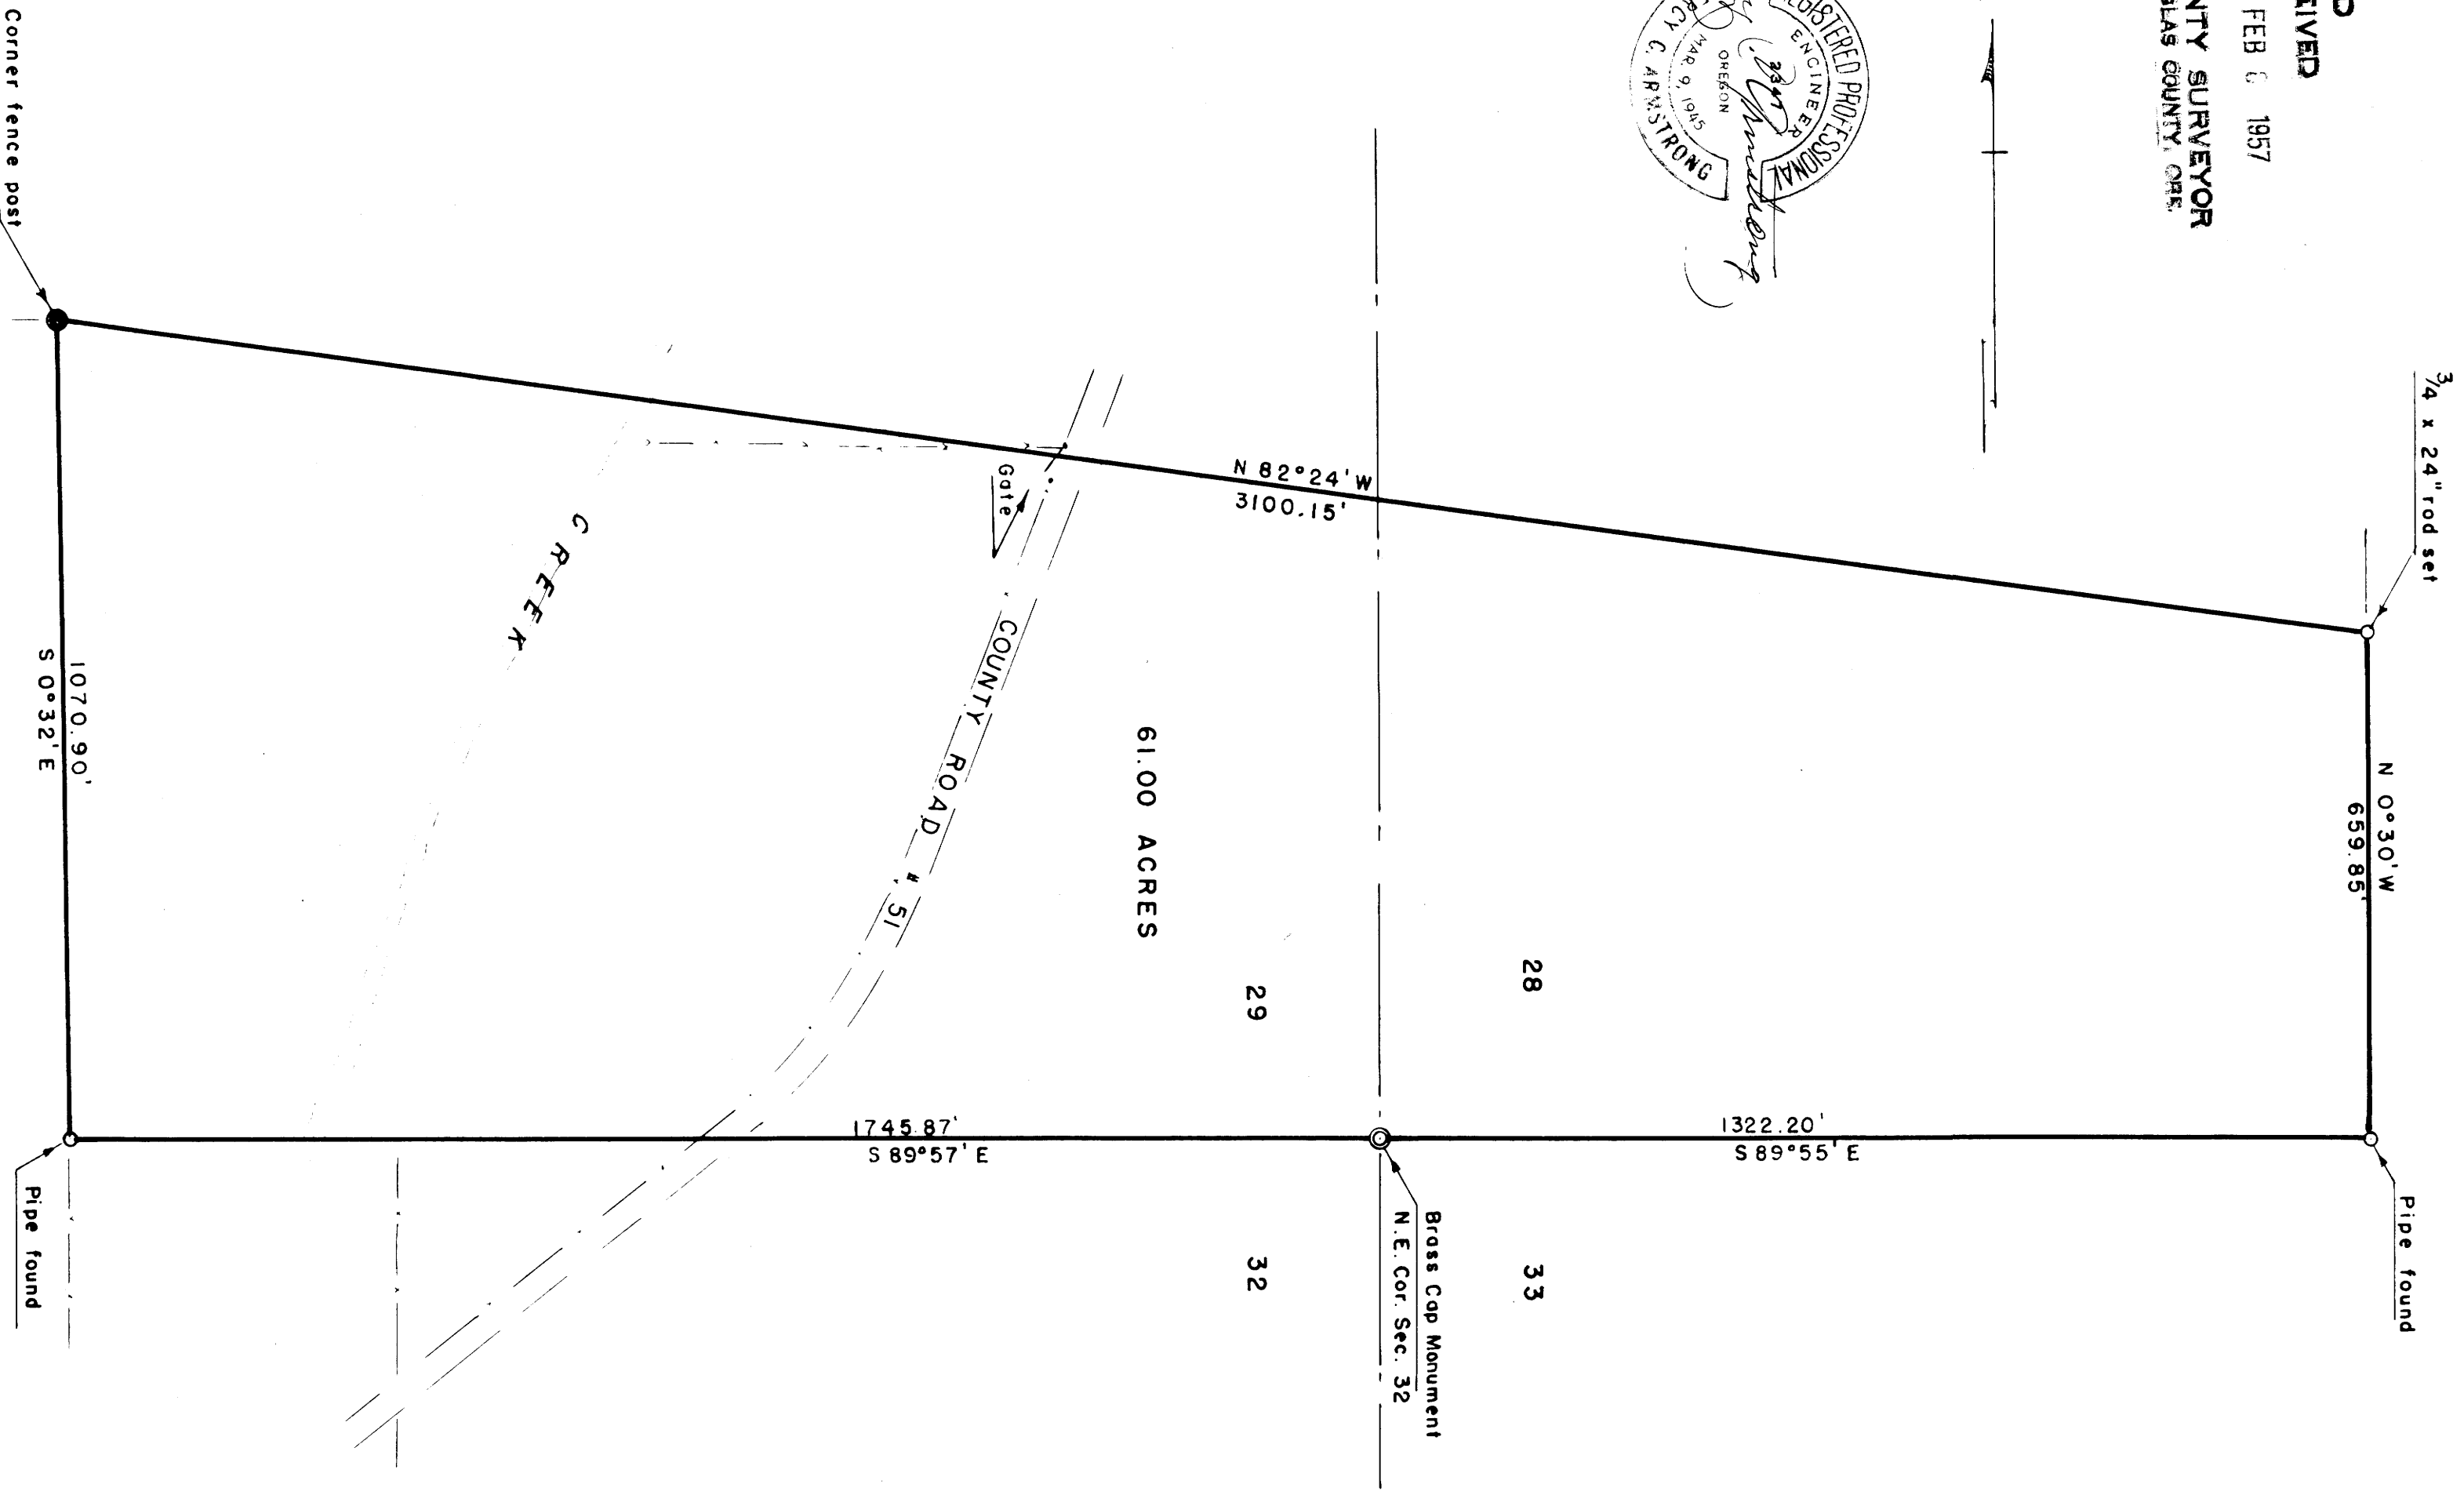 EIVED
FEB 6 1957
NTY SURVEYOR
GLAS COUNTY, ORE.
REGISTERED PROFESSIONAL
ENGINEER
2347
OREGON
MAR. 9, 1945
C. ARMSTRONG
3/4 x 24" rod set
N 0°30' W
659.85'
Pipe found
N 82°24' W
3100.15'
Gate
COUNTY ROAD # 51
CREEK
61.00 ACRES
28
29
33
32
1322.20'
S 89°55' E
1745.87'
S 89°57' E
Brass Cap Monument
N.E. Cor. Sec. 32
Corner fence post
1070.90'
S 0°32' E
Pipe found